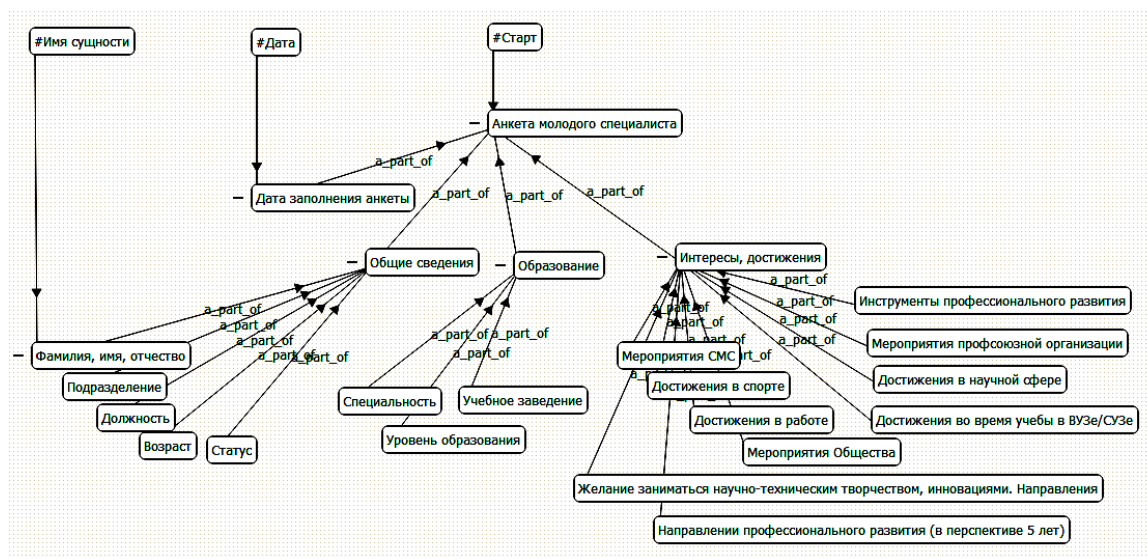 #Имя сущности
#Дата
#Старт
Анкета молодого специалиста
a_part_of
Дата заполнения анкеты
a_part_of
a_part_of
a_part_of
Общие сведения
Образование
Интересы, достижения
a_part_of
Инструменты профессионального развития
a_part_of
a_part_of
a_part_of
a_part_of
a_part_of
Мероприятия профсоюзной организации
Фамилия, имя, отчество
a_part_of
a_part_of
a_part_of
a_part_of
a_part_of
a_part_of
Мероприятия СМС
Подразделение
Достижения в научной сфере
Специальность
Учебное заведение
Достижения в спорте
Должность
Достижения в работе
Достижения во время учебы в ВУЗе/СУЗе
Возраст
Статус
Уровень образования
Мероприятия Общества
Желание заниматься научно-техническим творчеством, инновациями. Направления
Направлении профессионального развития (в перспективе 5 лет)